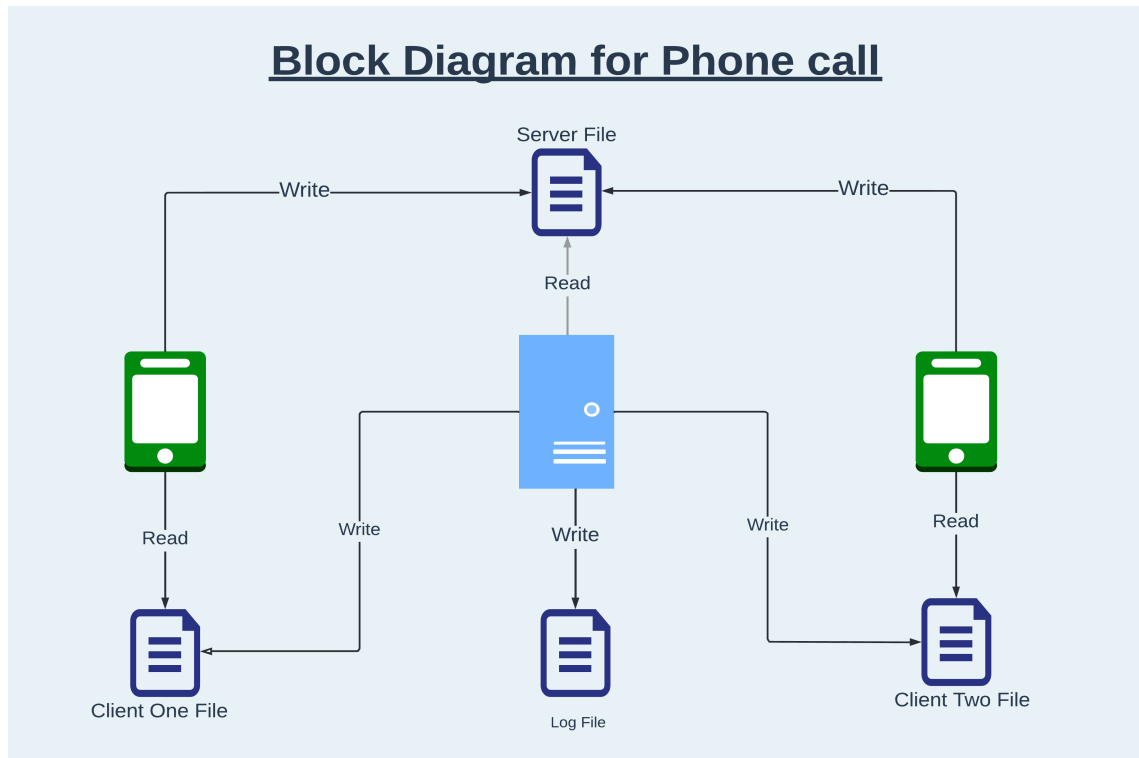 Block Diagram for Phone call
Server File
Write
Write
Read
Read
Write
Write
Write
Read
Client One File
Log File
Client Two File